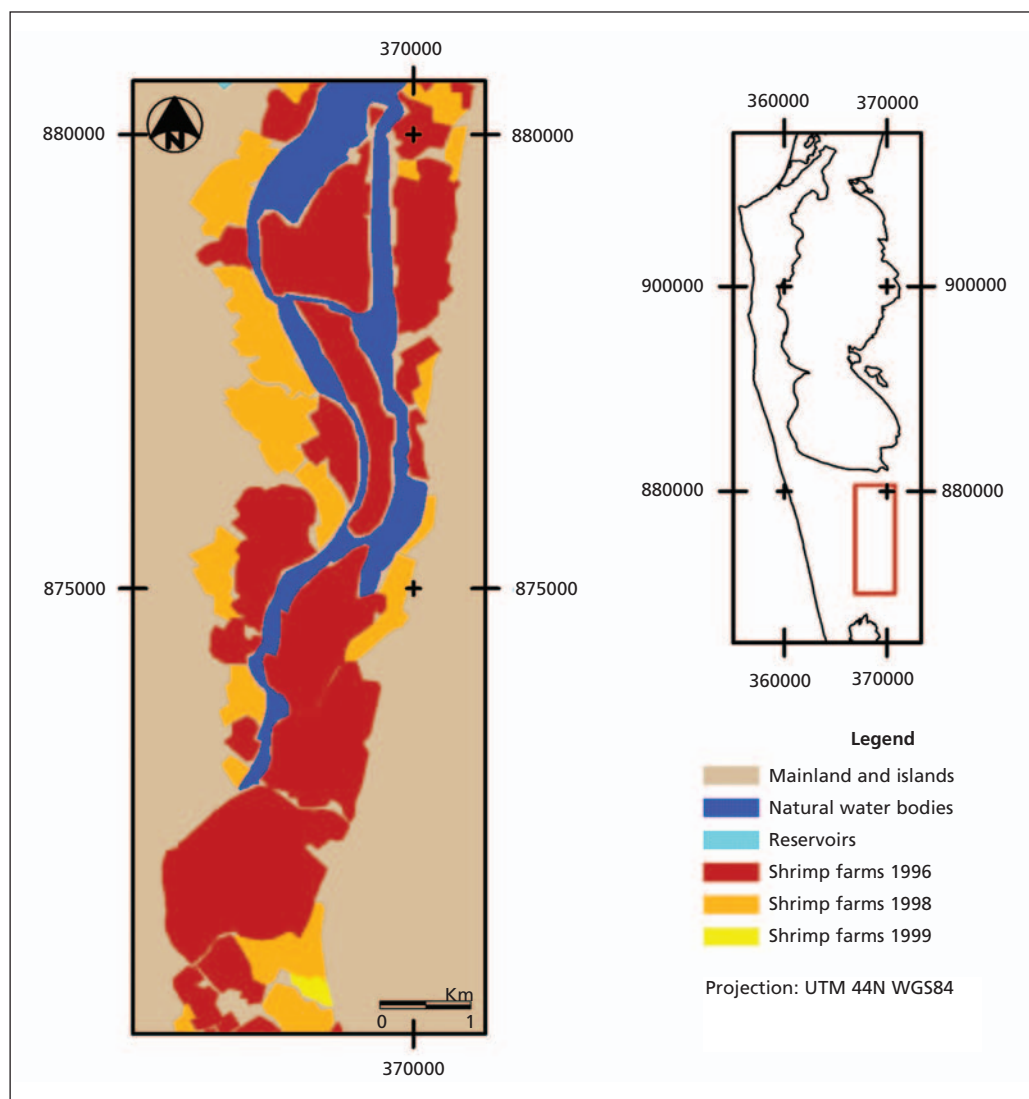 370000
880000
N
880000
875000
875000
Km
0 1
370000
360000 370000
900000 900000
880000 880000
360000 370000
Legend
Mainland and islands
Natural water bodies
Reservoirs
Shrimp farms 1996
Shrimp farms 1998
Shrimp farms 1999
Projection: UTM 44N WGS84